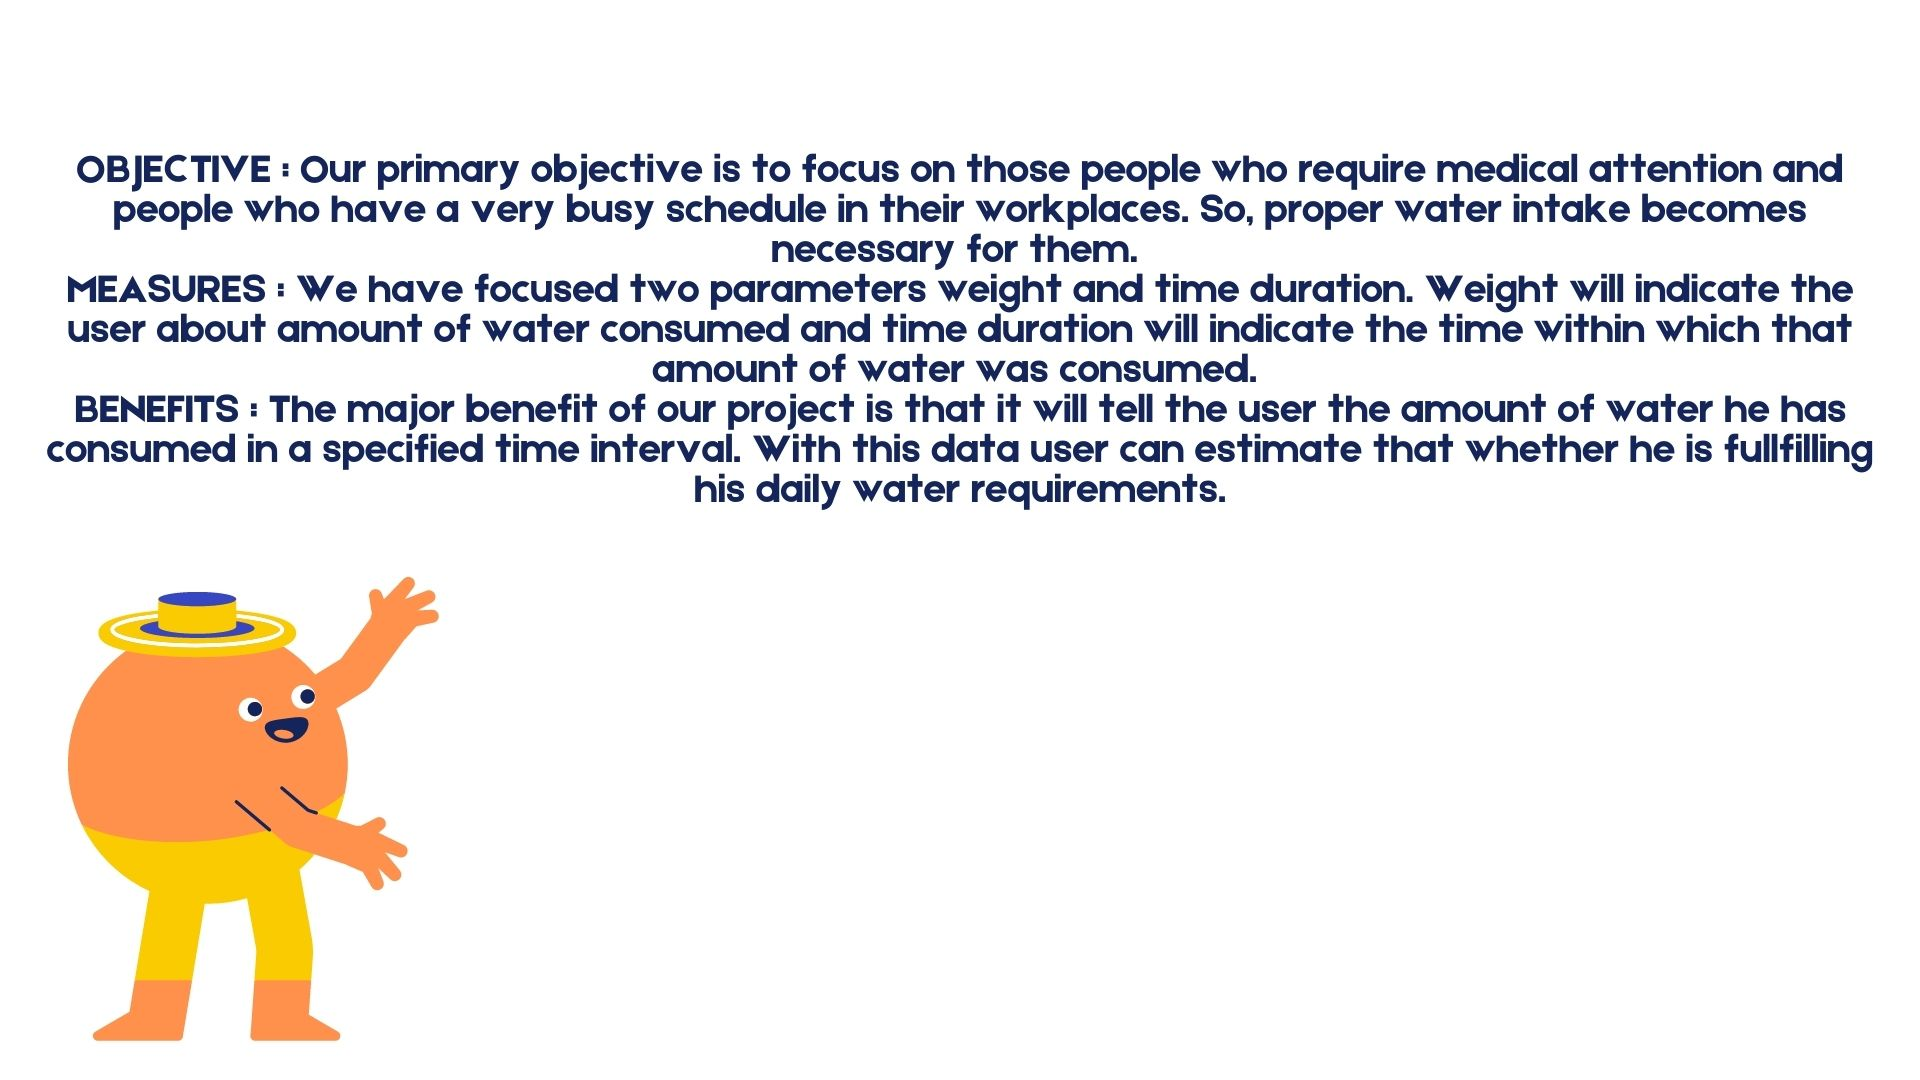 OBJECTIVE : Our primary objective is to focus on those people who require medical attention and
people who have a very busy schedule in their workplaces. So, proper water intake becomes
necessary for them.
MEASURES : We have focused two parameters weight and time duration. Weight will indicate the
user about amount of water consumed and time duration will indicate the time within which that
amount of water was consumed.
BENEFITS : The major benefit of our project is that it will tell the user the amount of water he has
consumed in a specified time interval. With this data user can estimate that whether he is fullfilling
his daily water requirements.